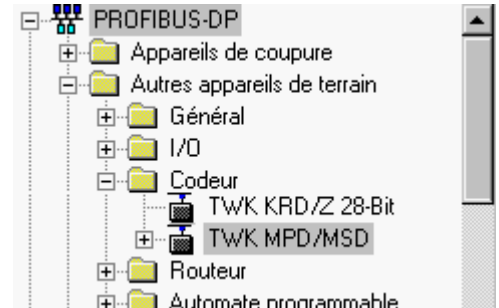 PROFIBUS-DP
Appareils de coupure
Autres appareils de terrain
Général
I/O
Codeur
TWK KRD/Z 28-Bit
TWK MPD/MSD
Routeur
Automate programmable